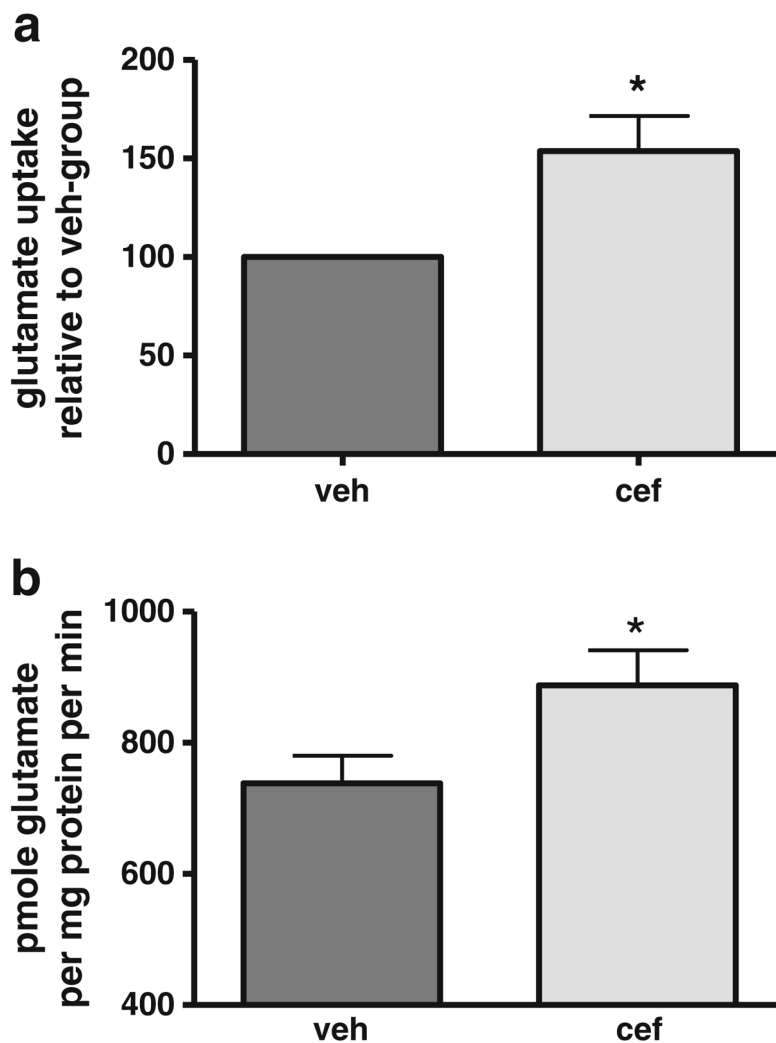 a
glutamate uptake
relative to veh-group
200
150
100
50
0
*
veh
cef
b
pmole glutamate
per mg protein per min
1000
800
600
400
*
veh
cef